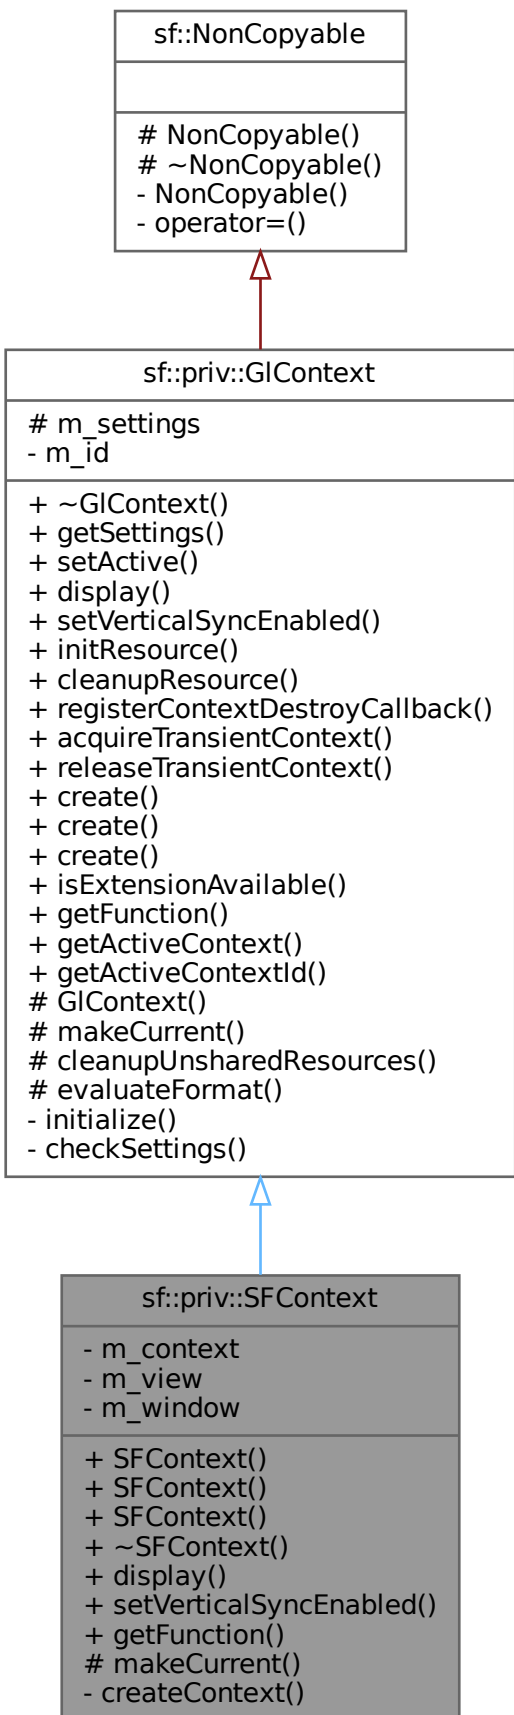 sf::NonCopyable
# NonCopyable()
# ~NonCopyable()
- NonCopyable()
- operator=()
sf::priv::GlContext
# m_settings
- m_id
+ ~GlContext()
+ getSettings()
+ setActive()
+ display()
+ setVerticalSyncEnabled()
+ initResource()
+ cleanupResource()
+ registerContextDestroyCallback()
+ acquireTransientContext()
+ releaseTransientContext()
+ create()
+ create()
+ create()
+ isExtensionAvailable()
+ getFunction()
+ getActiveContext()
+ getActiveContextId()
# GlContext()
# makeCurrent()
# cleanupUnsharedResources()
# evaluateFormat()
- initialize()
- checkSettings()
sf::priv::SFContext
- m_context
- m_view
- m_window
+ SFContext()
+ SFContext()
+ SFContext()
+ ~SFContext()
+ display()
+ setVerticalSyncEnabled()
+ getFunction()
# makeCurrent()
- createContext()